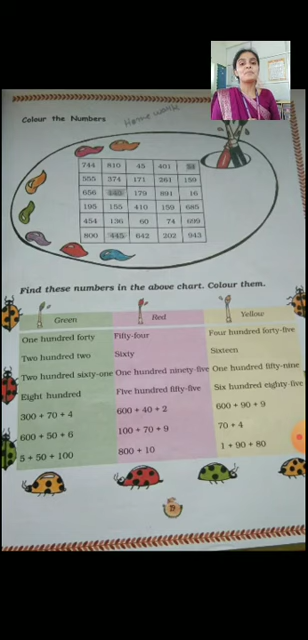 Colour the Numbers
Home work
744 810 45 401 54
555 374 171 261 159
656 179 891 16
195 155 410 159 685
454 136 60 74 699
800 445 642 202 943
Find these numbers in the above chart. Colour them.
Green Red Yellow
One hundred forty Fifty-four Four hundred forty-five
Two hundred two Sixty Sixteen
Two hundred sixty-one One hundred ninety-five One hundred fifty-nine
Eight hundred Five hundred fifty-five Six hundred eighty-five
300 + 70 + 4 600 + 40 + 2 600 + 90 + 9
600 + 50 + 6 100 + 70 + 9 70 + 4
5 + 50 + 100 800 + 10 1 + 90 + 80